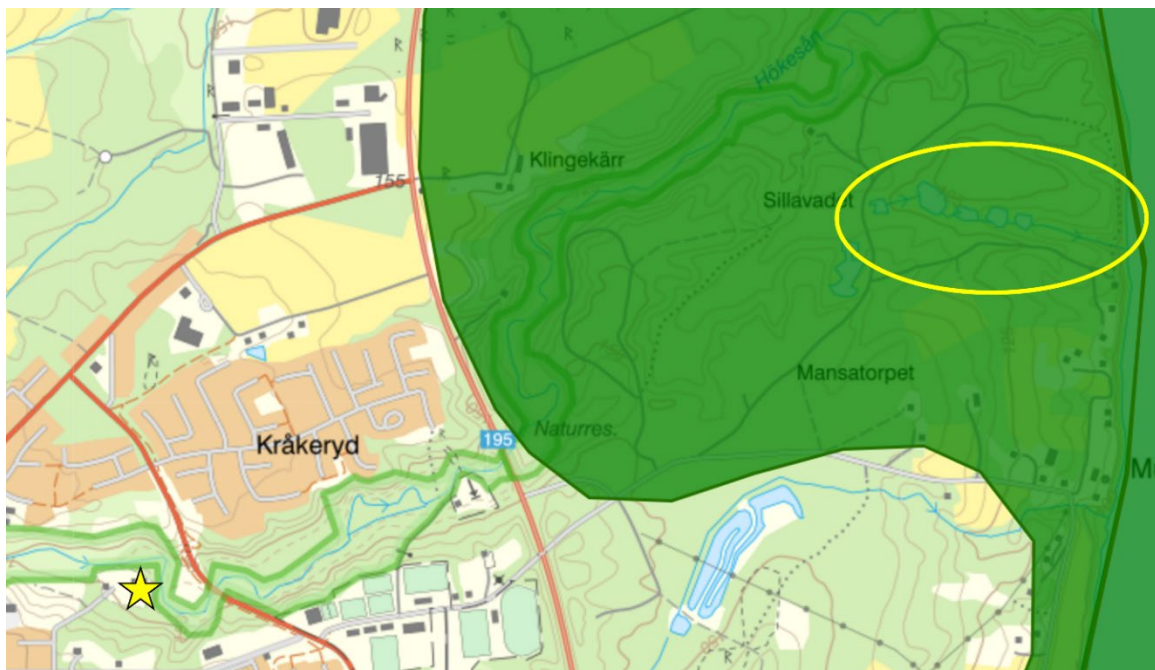 Hökesån
Klingekärr
155
Sillavadet
Mansatorpet
Kråkeryd
195
Naturres.
R
R
R
R
R
R
R